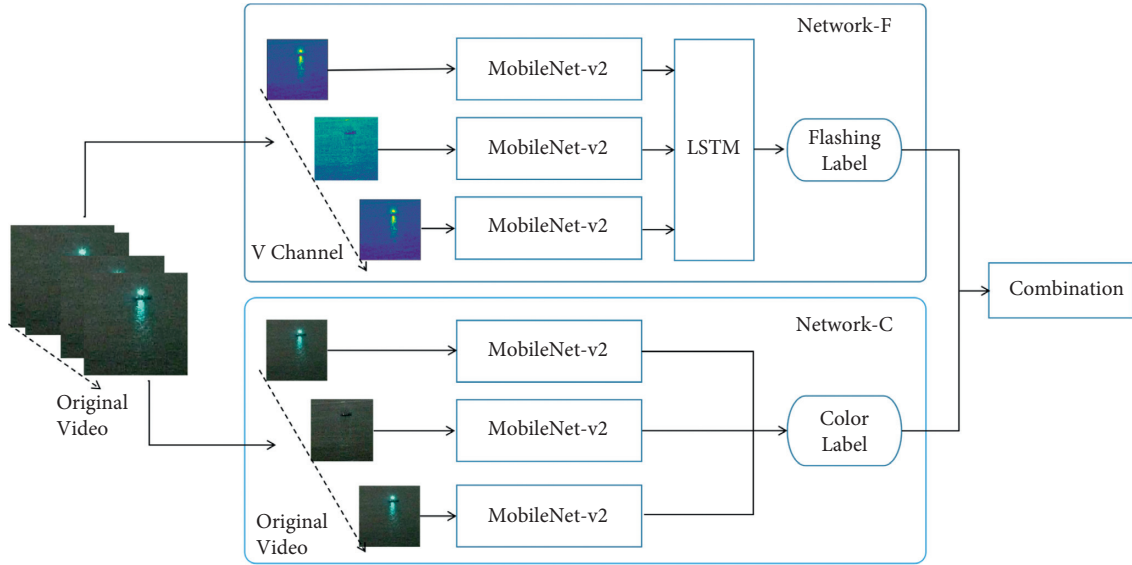 Network-F
MobileNet-v2
MobileNet-v2
MobileNet-v2
LSTM
Flashing
Label
V Channel
Original
Video
Combination
Network-C
MobileNet-v2
MobileNet-v2
MobileNet-v2
Color
Label
Original
Video